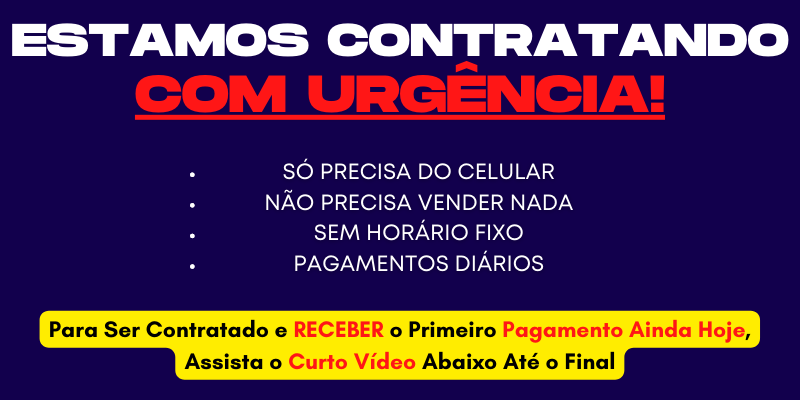 ESTAMOS CONTRATANDO
COM URGÊNCIA!
• SÓ PRECISA DO CELULAR
• NÃO PRECISA VENDER NADA
• SEM HORÁRIO FIXO
• PAGAMENTOS DIÁRIOS
Para Ser Contratado e RECEBER o Primeiro Pagamento Ainda Hoje,
Assista o Curto Vídeo Abaixo Até o Final